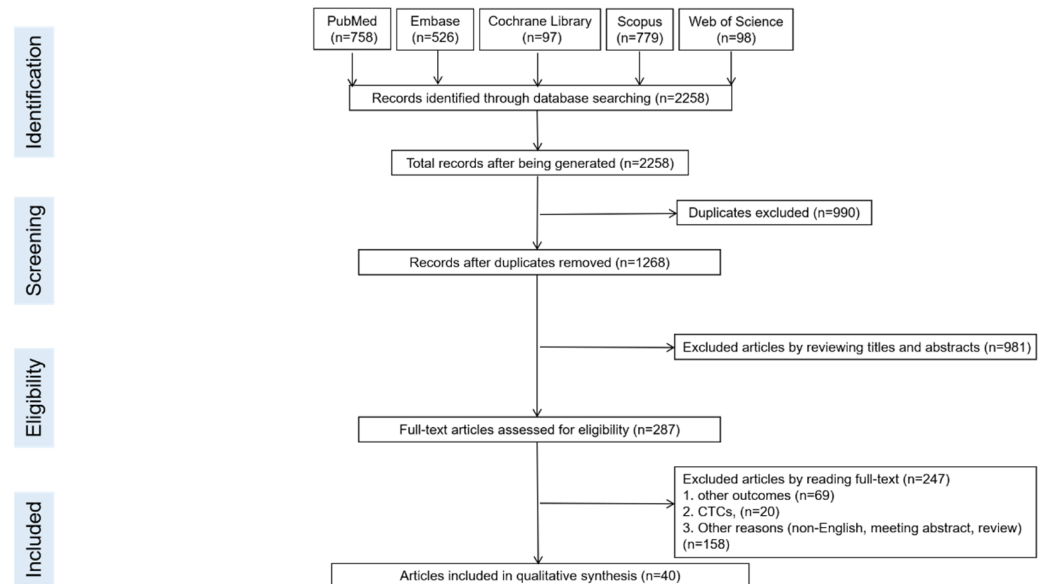 PubMed
(n=758)
Embase
(n=526)
Cochrane Library
(n=97)
Scopus
(n=779)
Web of Science
(n=98)
Identification
Records identified through database searching (n=2258)
Total records after being generated (n=2258)
Screening
Duplicates excluded (n=990)
Records after duplicates removed (n=1268)
Excluded articles by reviewing titles and abstracts (n=981)
Eligibility
Full-text articles assessed for eligibility (n=287)
Excluded articles by reading full-text (n=247)
1. other outcomes (n=69)
2. CTCs, (n=20)
3. Other reasons (non-English, meeting abstract, review)
(n=158)
Included
Articles included in qualitative synthesis (n=40)